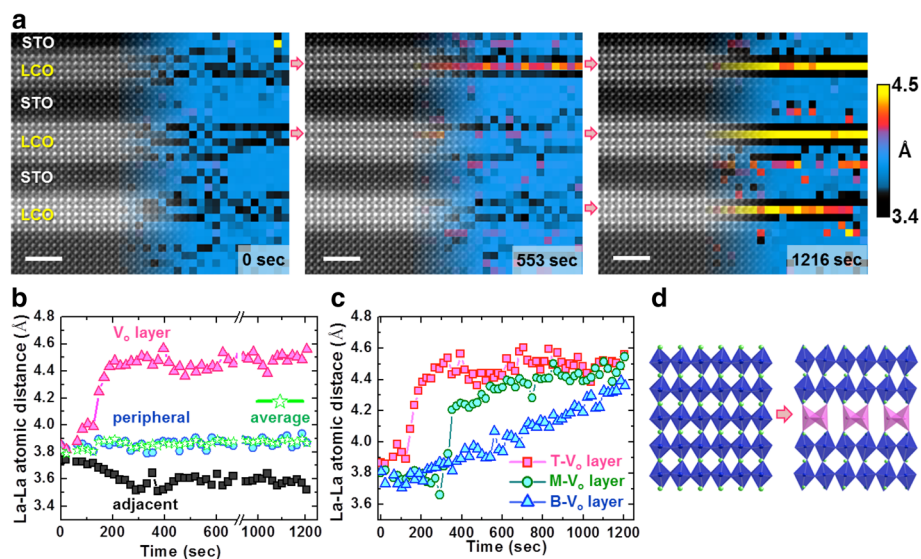 a
STO
LCO
STO
LCO
STO
LCO
0 sec
553 sec
1216 sec
4.5
Å
3.4
b
La-La atomic distance (Å)
4.8
4.6
4.4
4.2
4.0
3.8
3.6
3.4
Vo layer
peripheral
average
adjacent
0 200 400 600 1000 1200
Time (sec)
c
La-La atomic distance (Å)
4.8
4.6
4.4
4.2
4.0
3.8
3.6
3.4
T-Vo layer
M-Vo layer
B-Vo layer
0 200 400 600 800 1000 1200
Time (sec)
d